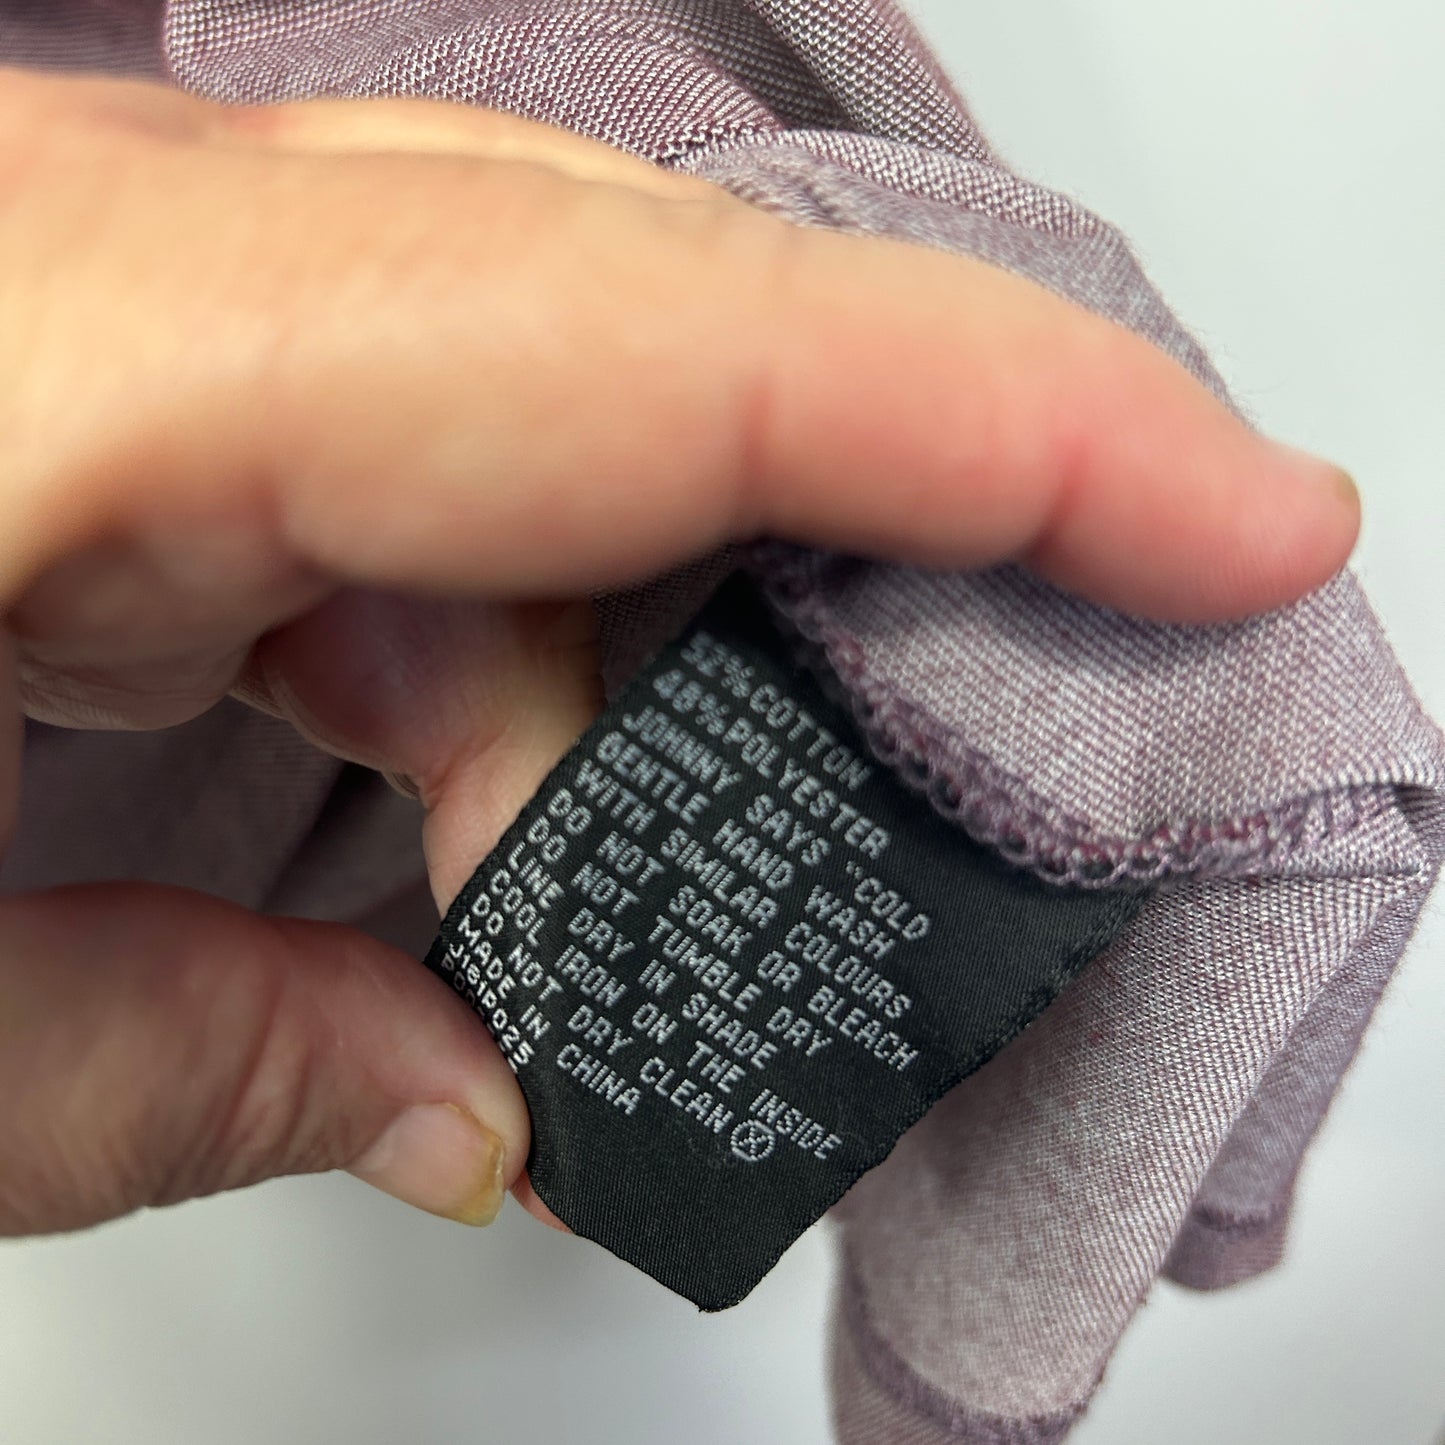 52% COTTON
48% POLYESTER
JOHNNY SAYS "COLD
GENTLE HAND WASH
WITH SIMILAR COLOURS
DO NOT SOAK OR BLEACH
DO NOT TUMBLE DRY
LINE DRY IN SHADE
COOL IRON ON THE INSIDE
DO NOT DRY CLEAN
MADE IN CHINA
J161P025